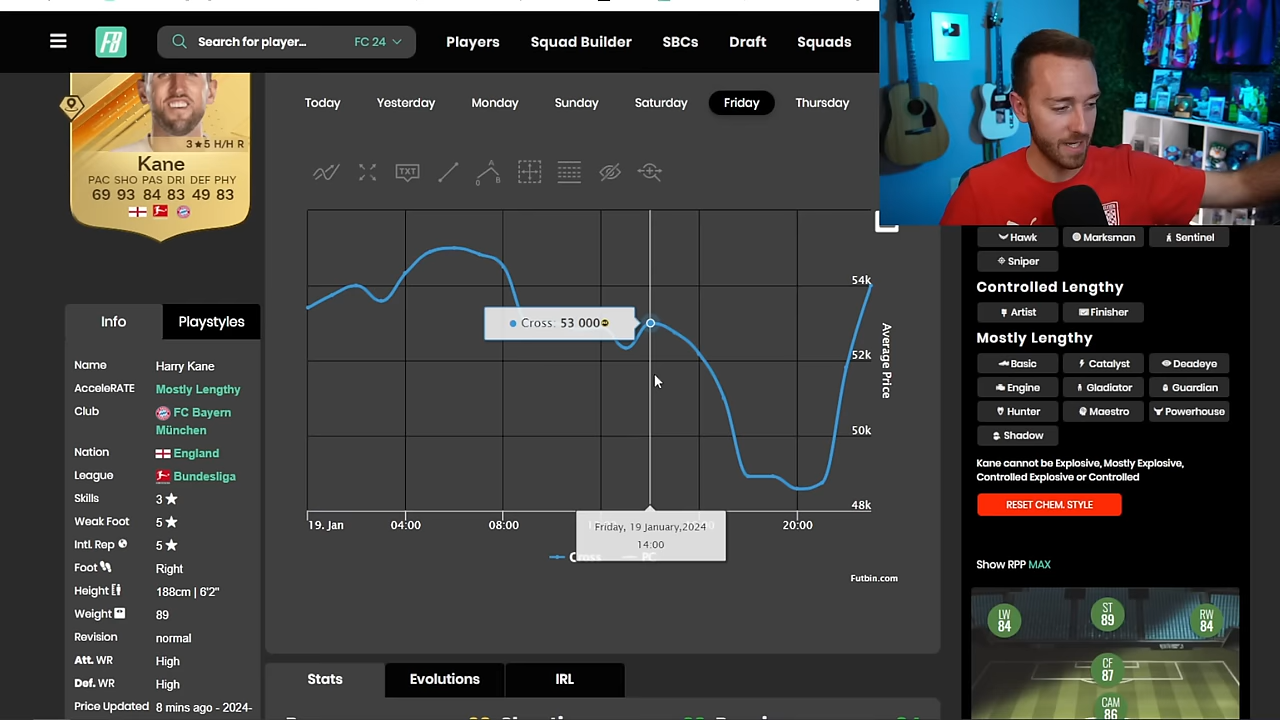 FB
Search for player...
FC 24
Players
Squad Builder
SBCs
Draft
Squads
3★5 H/H R
Kane
PAC SHO PAS DRI DEF PHY
69 93 84 83 49 83
Info
Playstyles
Name Harry Kane
AcceleRATE Mostly Lengthy
Club FC Bayern
München
Nation England
League Bundesliga
Skills 3★
Weak Foot 5★
Intl. Rep 5★
Foot Right
Height 188cm | 6'2"
Weight 89
Revision normal
Att. WR High
Def. WR High
Price Updated 8 mins ago - 2024-
Today
Yesterday
Monday
Sunday
Saturday
Friday
Thursday
TXT
54k
52k
50k
48k
Average Price
Cross: 53 000
19. Jan
04:00
08:00
20:00
Friday, 19 January,2024
14:00
Cross
PC
Futbin.com
Stats
Evolutions
IRL
Hawk
Marksman
Sentinel
Sniper
Controlled Lengthy
Artist
Finisher
Mostly Lengthy
Basic
Catalyst
Deadeye
Engine
Gladiator
Guardian
Hunter
Maestro
Powerhouse
Shadow
Kane cannot be Explosive, Mostly Explosive,
Controlled Explosive or Controlled
RESET CHEM. STYLE
Show RPP MAX
LW
84
ST
89
RW
84
CF
87
CAM
86